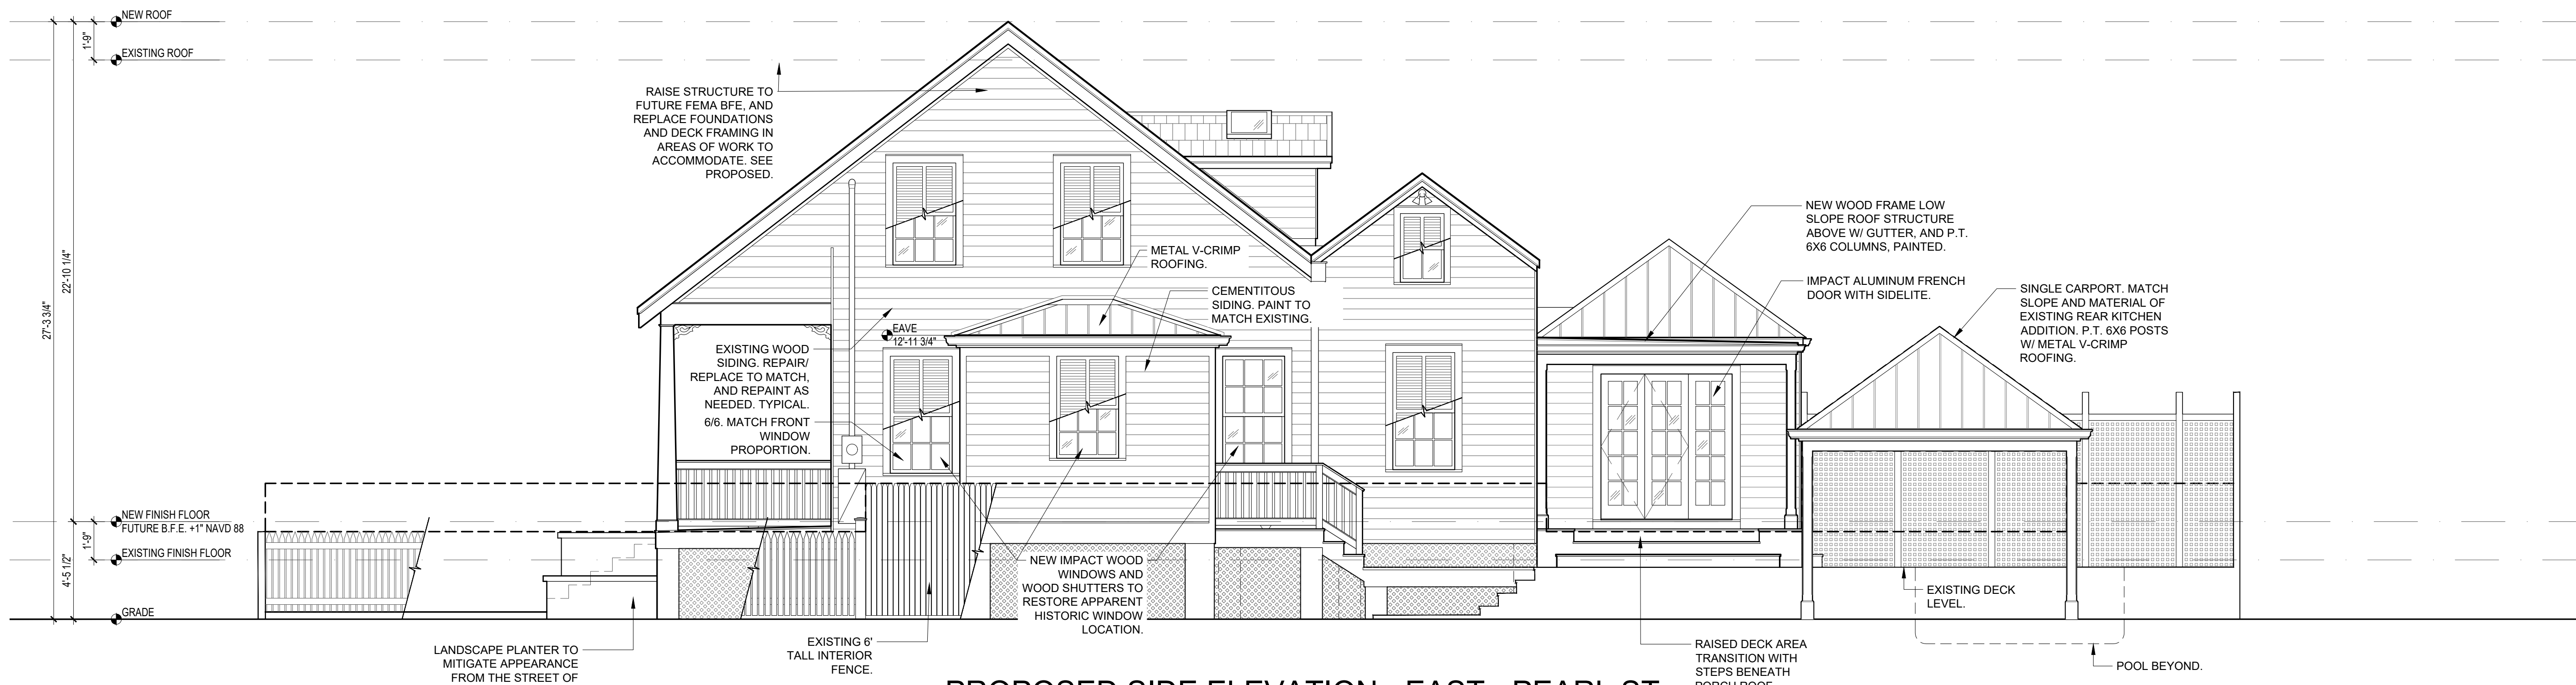 NEW ROOF
1'-9"
EXISTING ROOF
RAISE STRUCTURE TO
FUTURE FEMA BFE, AND
REPLACE FOUNDATIONS
AND DECK FRAMING IN
AREAS OF WORK TO
ACCOMMODATE. SEE
PROPOSED.
27'-3 3/4"
22'-10 1/4"
METAL V-CRIMP
ROOFING.
CEMENTITOUS
SIDING. PAINT TO
MATCH EXISTING.
NEW WOOD FRAME LOW
SLOPE ROOF STRUCTURE
ABOVE W/ GUTTER, AND P.T.
6X6 COLUMNS, PAINTED.
IMPACT ALUMINUM FRENCH
DOOR WITH SIDELITE.
SINGLE CARPORT. MATCH
SLOPE AND MATERIAL OF
EXISTING REAR KITCHEN
ADDITION. P.T. 6X6 POSTS
W/ METAL V-CRIMP
ROOFING.
EAVE
12'-11 3/4"
EXISTING WOOD
SIDING. REPAIR/
REPLACE TO MATCH,
AND REPAINT AS
NEEDED. TYPICAL.
6/6. MATCH FRONT
WINDOW
PROPORTION.
NEW FINISH FLOOR
FUTURE B.F.E. +1" NAVD 88
1'-9"
EXISTING FINISH FLOOR
4'-5 1/2"
GRADE
NEW IMPACT WOOD
WINDOWS AND
WOOD SHUTTERS TO
RESTORE APPARENT
HISTORIC WINDOW
LOCATION.
EXISTING DECK
LEVEL.
LANDSCAPE PLANTER TO
MITIGATE APPEARANCE
FROM THE STREET OF
EXISTING 6'
TALL INTERIOR
FENCE.
RAISED DECK AREA
TRANSITION WITH
STEPS BENEATH
PORCH ROOF
POOL BEYOND.
PROPOSED SIDE ELEVATION - EAST - PEARL ST